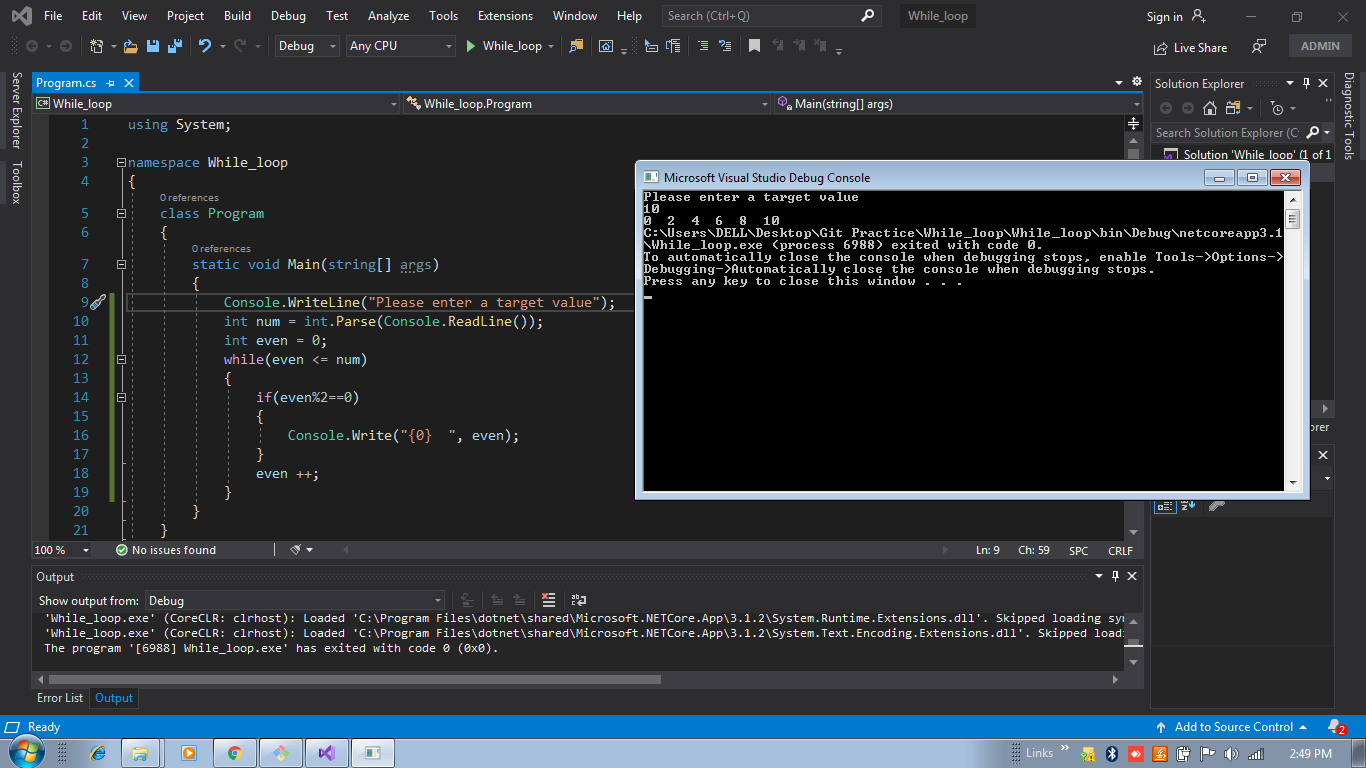 File Edit View Project Build Debug Test Analyze Tools Extensions Window Help Search (Ctrl+Q) While_loop Sign in
Debug Any CPU While_loop Live Share ADMIN
Server Explorer
Toolbox
Program.cs
While_loop While_loop.Program Main(string[] args)
1 using System;
2
3 namespace While_loop
4 {
0 references
5 class Program
6 {
0 references
7 static void Main(string[] args)
8 {
9 Console.WriteLine("Please enter a target value");
10 int num = int.Parse(Console.ReadLine());
11 int even = 0;
12 while(even <= num)
13 {
14 if(even%2==0)
15 {
16 Console.Write("{0}  ", even);
17 }
18 even ++;
19 }
20 }
21 }
100 % No issues found Ln: 9 Ch: 59 SPC CRLF
Microsoft Visual Studio Debug Console
Please enter a target value
10
0  2  4  6  8  10
C:\Users\DELL\Desktop\Git Practice\While_loop\While_loop\bin\Debug\netcoreapp3.1
\While_loop.exe (process 6988) exited with code 0.
To automatically close the console when debugging stops, enable Tools->Options->
Debugging->Automatically close the console when debugging stops.
Press any key to close this window . . .
Solution Explorer
Search Solution Explorer (C
Solution 'While_loop' (1 of 1
Diagnostic Tools
orer
Output
Show output from: Debug
'While_loop.exe' (CoreCLR: clrhost): Loaded 'C:\Program Files\dotnet\shared\Microsoft.NETCore.App\3.1.2\System.Runtime.Extensions.dll'. Skipped loading sy
'While_loop.exe' (CoreCLR: clrhost): Loaded 'C:\Program Files\dotnet\shared\Microsoft.NETCore.App\3.1.2\System.Text.Encoding.Extensions.dll'. Skipped loadi
The program '[6988] While_loop.exe' has exited with code 0 (0x0).
Error List Output
Ready Add to Source Control 2
Links 2:49 PM